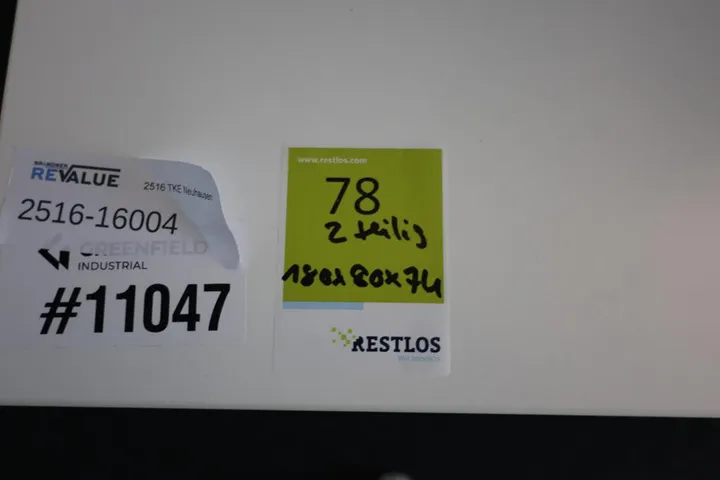 REVALUE
2516 TKE Neuhausen
2516-16004
GREENFIELD
INDUSTRIAL
#11047
www.restlos.com
78
2 teilig
180x80x74
RESTLOS